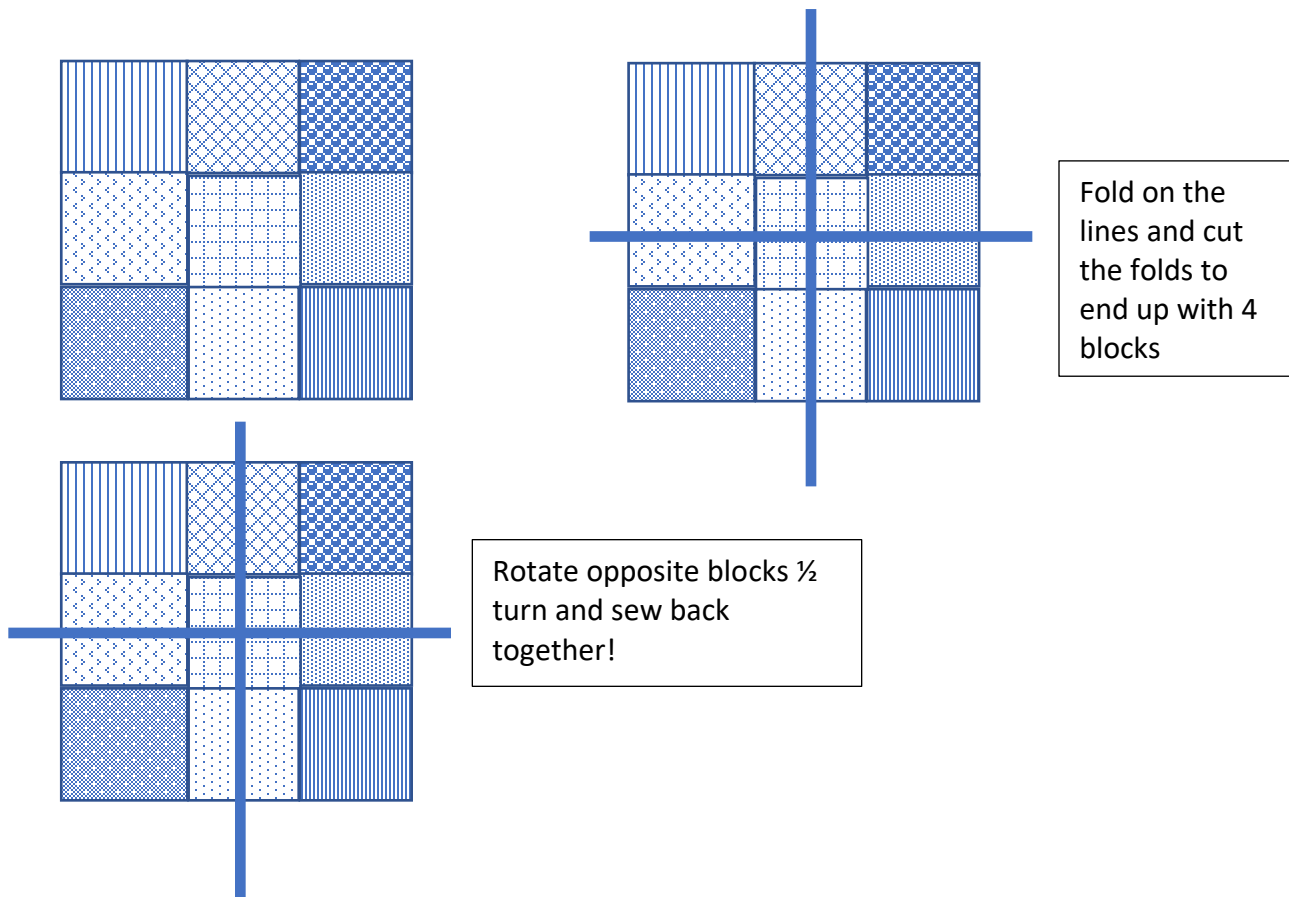 Fold on the
lines and cut
the folds to
end up with 4
blocks
Rotate opposite blocks ½
turn and sew back
together!